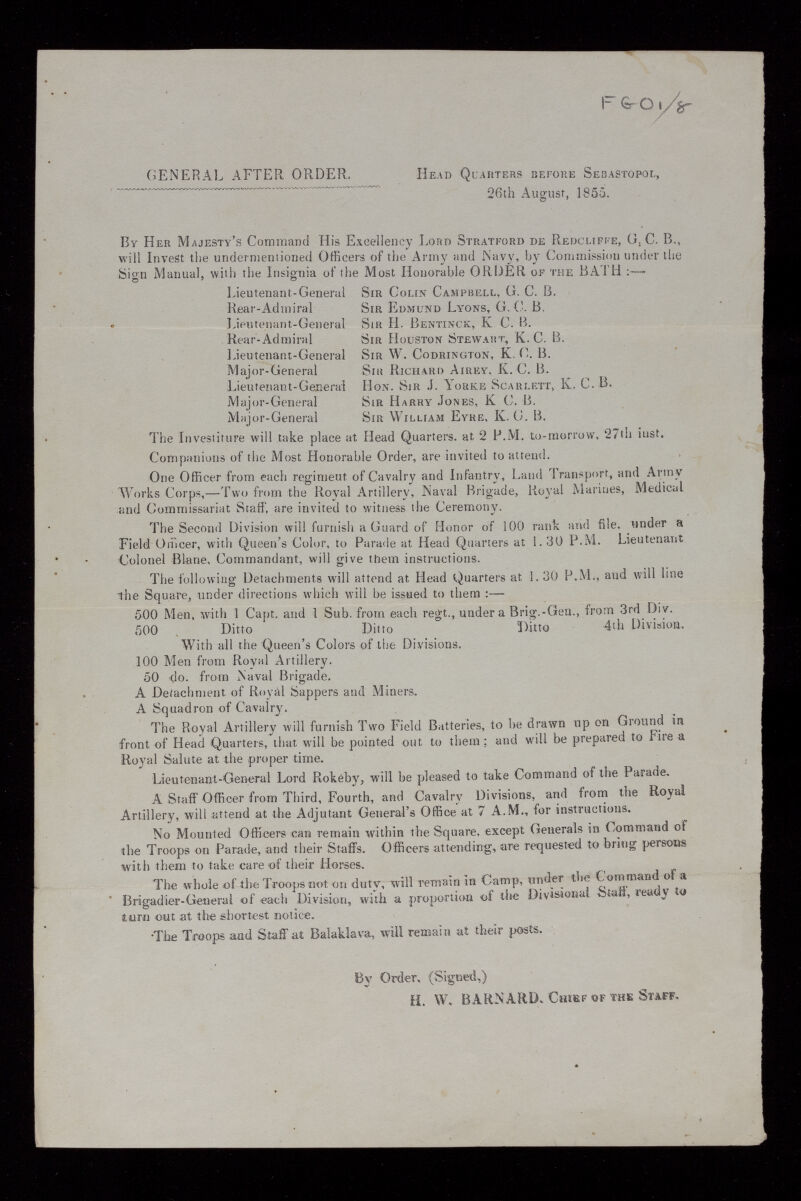 FGO1/8
GENERAL AFTER ORDER. HEAD QUARTERS BEFORE SEBASTOPOL,
26th August, 1855.
BY HER MAJESTY'S Command His Excellency LORD STRATFORD DE REDCLIFFE, G. C. B.,
will Invest the undermentioned Officers of the Army and Navy, by Commission under the
Sign Manual, with the Insignia of the Most Honorable ORDER OF THE BATH :—
Lieutenant-General SIR COLIN CAMPBELL, G. C. B.
Rear-Admiral SIR EDMUND LYONS, G. C. B.
Lieutenant-General SIR H. BENTINCK, K C. B.
Rear-Admiral SIR HOUSTON STEWART, K. C. B.
Lieutenant-General SIR W. CODRINGTON, K. C. B.
Major-General SIR RICHARD AIREY, K. C. B.
Lieutenant-General HON. SIR J. YORKE SCARLETT, K. C. B.
Major-General SIR HARRY JONES, K C. B.
Major-General SIR WILLIAM EYRE, K. C. B.
The Investiture will take place at Head Quarters. at 2 P.M. to-morrow, 27th inst.
Companions of the Most Honorable Order, are invited to attend.
One Officer from each regiment of Cavalry and Infantry, Land Transport, and Army
Works Corps,—Two from the Royal Artillery, Naval Brigade, Royal Marines, Medical
and Commissariat Staff, are invited to witness the Ceremony.
The Second Division will furnish a Guard of Honor of 100 rank and file, under a
Field Officer, with Queen's Color, to Parade at Head Quarters at 1. 30 P.M. Lieutenant
Colonel Blane, Commandant, will give them instructions.
The following Detachments will attend at Head Quarters at 1. 30 P.M., and will line
the Square, under directions which will be issued to them :—
500 Men, with 1 Capt. and 1 Sub. from each regt., under a Brig.-Gen., from 3rd Div.
500 Ditto Ditto Ditto 4th Division.
With all the Queen's Colors of the Divisions.
100 Men from Royal Artillery.
50 do. from Naval Brigade.
A Detachment of Royal Sappers and Miners.
A Squadron of Cavalry.
The Royal Artillery will furnish Two Field Batteries, to be drawn up on Ground in
front of Head Quarters, that will be pointed out to them ; and will be prepared to Fire a
Royal Salute at the proper time.
Lieutenant-General Lord Rokeby, will be pleased to take Command of the Parade.
A Staff Officer from Third, Fourth, and Cavalry Divisions, and from the Royal
Artillery, will attend at the Adjutant General's Office at 7 A.M., for instructions.
No Mounted Officers can remain within the Square, except Generals in Command of
the Troops on Parade, and their Staffs. Officers attending, are requested to bring persons
with them to take care of their Horses.
The whole of the Troops not on duty, will remain in Camp, under the Command of a
Brigadier-General of each Division, with a proportion of the Divisional Staff, ready to
turn out at the shortest notice.
The Troops and Staff at Balaklava, will remain at their posts.
By Order, (Signed,)
H. W. BARNARD. CHIEF OF THE STAFF.